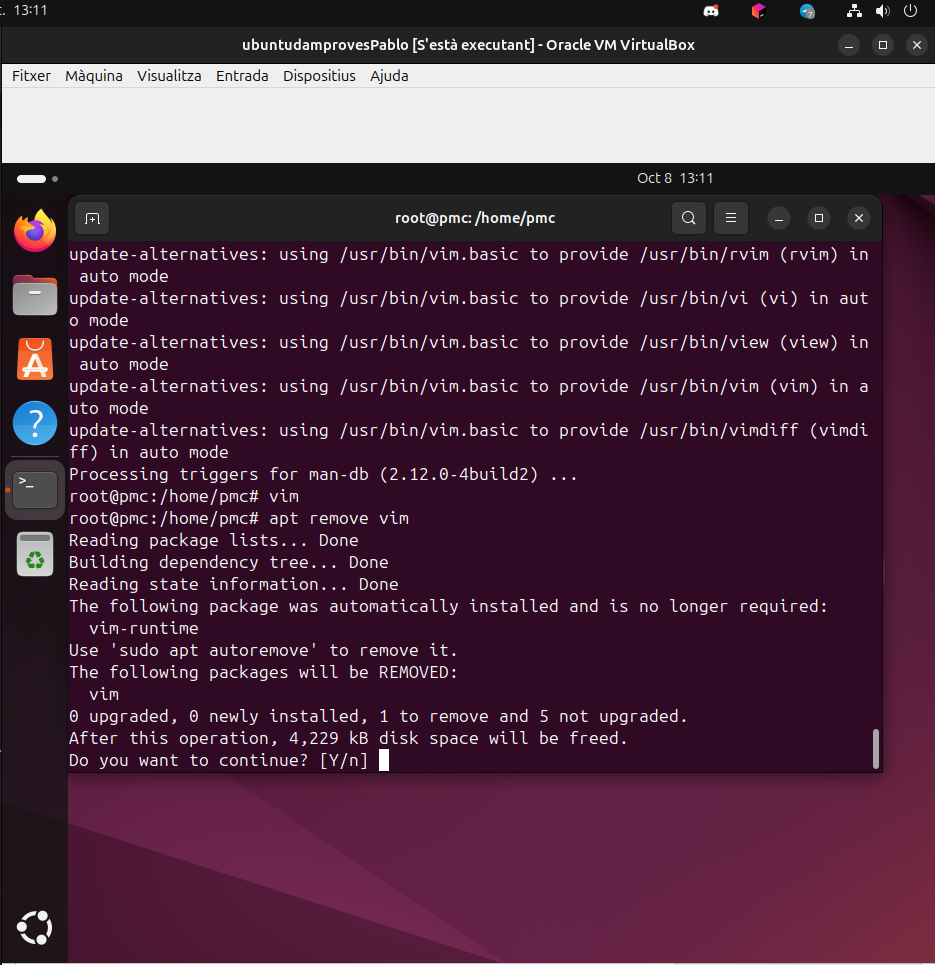 13:11
ubuntudamprovesPablo [S'està executant] - Oracle VM VirtualBox
Fitxer Màquina Visualitza Entrada Dispositius Ajuda
Oct 8 13:11
root@pmc: /home/pmc
update-alternatives: using /usr/bin/vim.basic to provide /usr/bin/rvim (rvim) in
auto mode
update-alternatives: using /usr/bin/vim.basic to provide /usr/bin/vi (vi) in aut
o mode
update-alternatives: using /usr/bin/vim.basic to provide /usr/bin/view (view) in
auto mode
update-alternatives: using /usr/bin/vim.basic to provide /usr/bin/vim (vim) in a
uto mode
update-alternatives: using /usr/bin/vim.basic to provide /usr/bin/vimdiff (vimdi
ff) in auto mode
Processing triggers for man-db (2.12.0-4build2) ...
root@pmc:/home/pmc# vim
root@pmc:/home/pmc# apt remove vim
Reading package lists... Done
Building dependency tree... Done
Reading state information... Done
The following package was automatically installed and is no longer required:
vim-runtime
Use 'sudo apt autoremove' to remove it.
The following packages will be REMOVED:
vim
0 upgraded, 0 newly installed, 1 to remove and 5 not upgraded.
After this operation, 4,229 kB disk space will be freed.
Do you want to continue? [Y/n]